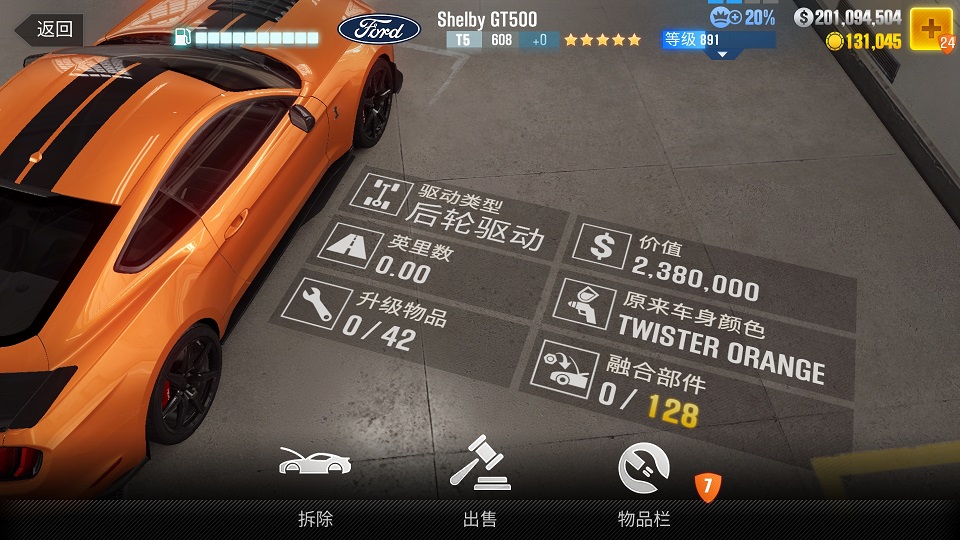 返回
Ford
Shelby GT500
T5 608 +0
20%
等级 891
201,094,504
131,045
24
驱动类型
后轮驱动
英里数
0.00
升级物品
0 / 42
价值
2,380,000
原来车身颜色
TWISTER ORANGE
融合部件
0 / 128
拆除
出售
物品栏
7